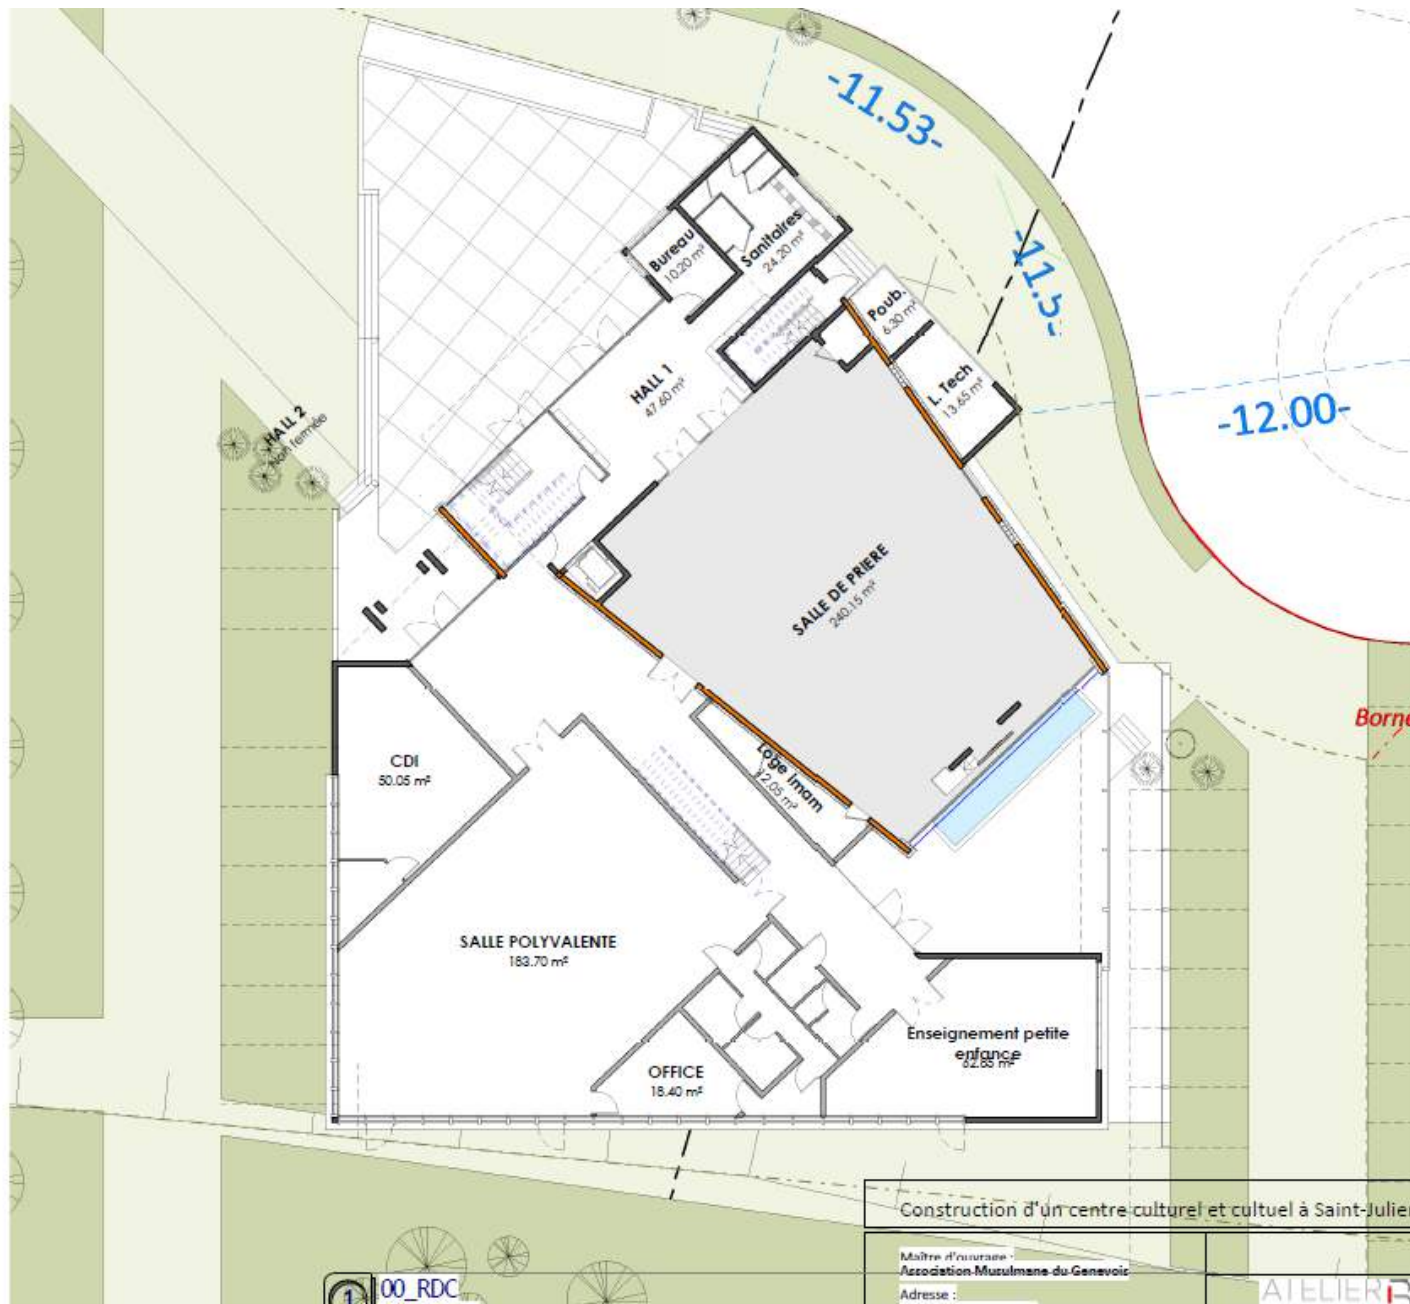 -11.53-
-11.5-
-12.00-
Bureau
10.20 m²
Sanitaires
24.20 m²
Poub.
6.30 m²
L. Tech
13.65 m²
HALL 1
47.60 m²
HALL 2
Non fermée
SALLE DE PRIERE
240.15 m²
Borne
CDI
50.05 m²
Loge Imam
12.05 m²
SALLE POLYVALENTE
183.70 m²
Enseignement petite
enfance
62.85 m²
OFFICE
18.40 m²
Construction d'un centre culturel et cultuel à Saint-Julien
Maître d'ouvrage :
Association Musulmane du Genevois
Adresse :
1
00_RDC
ATELIER